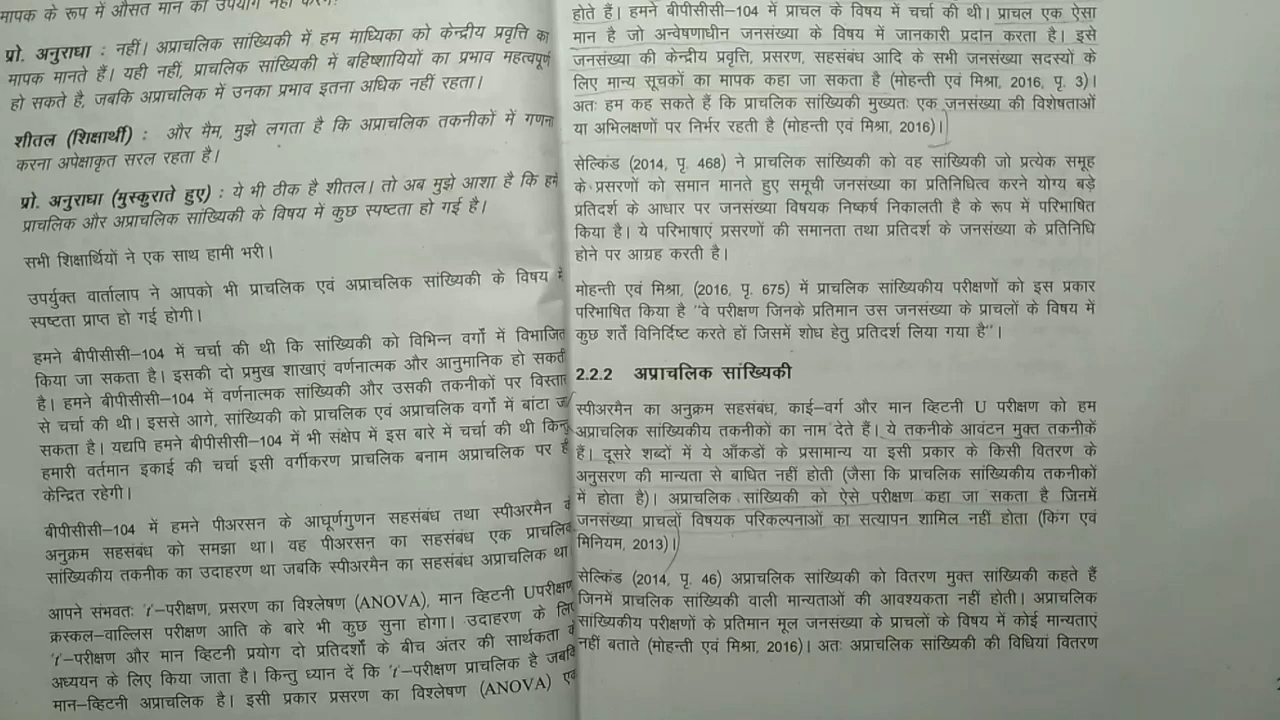 मापक के रूप में औसत मान का उपयोग नहीं करने?
प्रो. अनुराधा : नहीं। अप्राचलिक सांख्यिकी में हम माध्यिका को केन्द्रीय प्रवृत्ति का
मापक मानते हैं। यही नहीं, प्राचलिक सांख्यिकी में बहिष्शायियों का प्रभाव महत्वपूर्ण
हो सकते है, जबकि अप्राचलिक में उनका प्रभाव इतना अधिक नहीं रहता।
शीतल (शिक्षार्थी) : और मैम, मुझे लगता है कि अप्राचलिक तकनीकों में गणना
करना अपेक्षाकृत सरल रहता है।
प्रो. अनुराधा (मुस्कुराते हुए) : ये भी ठीक है शीतल। तो अब मुझे आशा है कि हमें
प्राचलिक और अप्राचलिक सांख्यिकी के विषय में कुछ स्पष्टता हो गई है।
सभी शिक्षार्थियों ने एक साथ हामी भरी।
उपर्युक्त वार्तालाप ने आपको भी प्राचलिक एवं अप्राचलिक सांख्यिकी के विषय में
स्पष्टता प्राप्त हो गई होगी।
हमने बीपीसीसी–104 में चर्चा की थी कि सांख्यिकी को विभिन्न वर्गों में विभाजित
किया जा सकता है। इसकी दो प्रमुख शाखाएं वर्णनात्मक और आनुमानिक हो सकती
है। हमने बीपीसीसी–104 में वर्णनात्मक सांख्यिकी और उसकी तकनीकों पर विस्तार
से चर्चा की थी। इससे आगे, सांख्यिकी को प्राचलिक एवं अप्राचलिक वर्गों में बांटा जा
सकता है। यद्यपि हमने बीपीसीसी–104 में भी संक्षेप में इस बारे में चर्चा की थी किन्तु
हमारी वर्तमान इकाई की चर्चा इसी वर्गीकरण प्राचलिक बनाम अप्राचलिक पर ही
केन्द्रित रहेगी।
बीपीसीसी–104 में हमने पीअरसन के आघूर्णगुणन सहसंबंध तथा स्पीअरमैन के
अनुक्रम सहसंबंध को समझा था। वह पीअरसन का सहसंबंध एक प्राचलिक
सांख्यिकीय तकनीक का उदाहरण था जबकि स्पीअरमैन का सहसंबंध अप्राचलिक था।
आपने संभवतः 't'–परीक्षण, प्रसरण का विश्लेषण (ANOVA), मान व्हिटनी Uपरीक्षण
क्रस्कल–वाल्लिस परीक्षण आति के बारे भी कुछ सुना होगा। उदाहरण के लिए
't'–परीक्षण और मान व्हिटनी प्रयोग दो प्रतिदर्शों के बीच अंतर की सार्थकता के
अध्ययन के लिए किया जाता है। किन्तु ध्यान दें कि 't'–परीक्षण प्राचलिक है जबकि
मान–व्हिटनी अप्राचलिक है। इसी प्रकार प्रसरण का विश्लेषण (ANOVA) एक
होते हैं। हमने बीपीसीसी–104 में प्राचल के विषय में चर्चा की थी। प्राचल एक ऐसा
मान है जो अन्वेषणाधीन जनसंख्या के विषय में जानकारी प्रदान करता है। इसे
जनसंख्या की केन्द्रीय प्रवृत्ति, प्रसरण, सहसंबंध आदि के सभी जनसंख्या सदस्यों के
लिए मान्य सूचकों का मापक कहा जा सकता है (मोहन्ती एवं मिश्रा, 2016, पृ. 3)।
अतः हम कह सकते हैं कि प्राचलिक सांख्यिकी मुख्यतः एक जनसंख्या की विशेषताओं
या अभिलक्षणों पर निर्भर रहती है (मोहन्ती एवं मिश्रा, 2016)।
सेल्किंड (2014, पृ. 468) ने प्राचलिक सांख्यिकी को वह सांख्यिकी जो प्रत्येक समूह
के प्रसरणों को समान मानते हुए समूची जनसंख्या का प्रतिनिधित्व करने योग्य बड़े
प्रतिदर्श के आधार पर जनसंख्या विषयक निष्कर्ष निकालती है के रूप में परिभाषित
किया है। ये परिभाषाएं प्रसरणों की समानता तथा प्रतिदर्श के जनसंख्या के प्रतिनिधि
होने पर आग्रह करती है।
मोहन्ती एवं मिश्रा, (2016, पृ. 675) में प्राचलिक सांख्यिकीय परीक्षणों को इस प्रकार
परिभाषित किया है "वे परीक्षण जिनके प्रतिमान उस जनसंख्या के प्राचलों के विषय में
कुछ शर्तें विनिर्दिष्ट करते हों जिसमें शोध हेतु प्रतिदर्श लिया गया है"।
2.2.2 अप्राचलिक सांख्यिकी
स्पीअरमैन का अनुक्रम सहसंबंध, काई–वर्ग और मान व्हिटनी U परीक्षण को हम
अप्राचलिक सांख्यिकीय तकनीकों का नाम देते हैं। ये तकनीके आवंटन मुक्त तकनीकें
हैं। दूसरे शब्दों में ये आँकडों के प्रसामान्य या इसी प्रकार के किसी वितरण के
अनुसरण की मान्यता से बाधित नहीं होती (जैसा कि प्राचलिक सांख्यिकीय तकनीकों
में होता है)। अप्राचलिक सांख्यिकी को ऐसे परीक्षण कहा जा सकता है जिनमें
जनसंख्या प्राचलों विषयक परिकल्पनाओं का सत्यापन शामिल नहीं होता (किंग एवं
मिनियम, 2013)।
सेल्किंड (2014, पृ. 46) अप्राचलिक सांख्यिकी को वितरण मुक्त सांख्यिकी कहते हैं
जिनमें प्राचलिक सांख्यिकी वाली मान्यताओं की आवश्यकता नहीं होती। अप्राचलिक
सांख्यिकीय परीक्षणों के प्रतिमान मूल जनसंख्या के प्राचलों के विषय में कोई मान्यताएं
नहीं बताते (मोहन्ती एवं मिश्रा, 2016)। अतः अप्राचलिक सांख्यिकी की विधियां वितरण